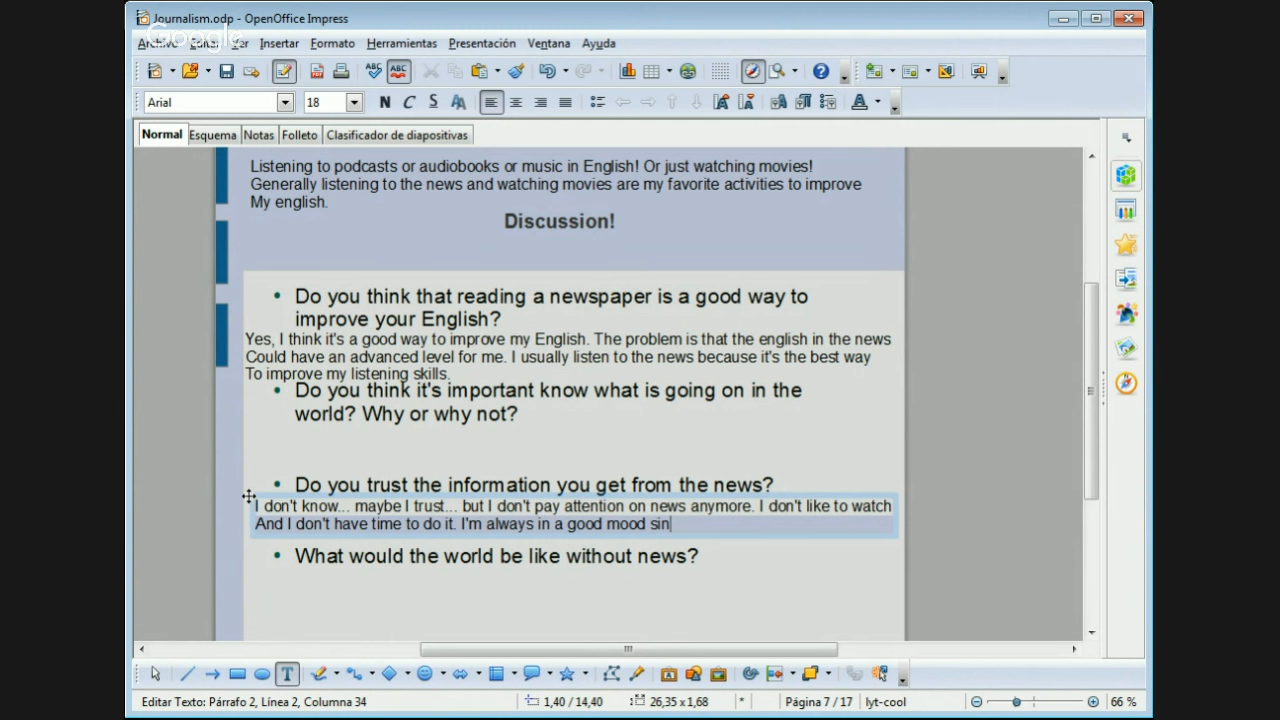 Journalism.odp - OpenOffice Impress
Google
Archivo Editar Ver Insertar Formato Herramientas Presentación Ventana Ayuda
Arial 18
Normal Esquema Notas Folleto Clasificador de diapositivas
Listening to podcasts or audiobooks or music in English! Or just watching movies!
Generally listening to the news and watching movies are my favorite activities to improve
My english.
Discussion!
• Do you think that reading a newspaper is a good way to
improve your English?
Yes, I think it's a good way to improve my English. The problem is that the english in the news
Could have an advanced level for me. I usually listen to the news because it's the best way
To improve my listening skills.
• Do you think it's important know what is going on in the
world? Why or why not?
• Do you trust the information you get from the news?
I don't know... maybe I trust... but I don't pay attention on news anymore. I don't like to watch
And I don't have time to do it. I'm always in a good mood sin
• What would the world be like without news?
Editar Texto: Párrafo 2, Línea 2, Columna 34 1,40 / 14,40 26,35 x 1,68 * Página 7 / 17 lyt-cool 66 %